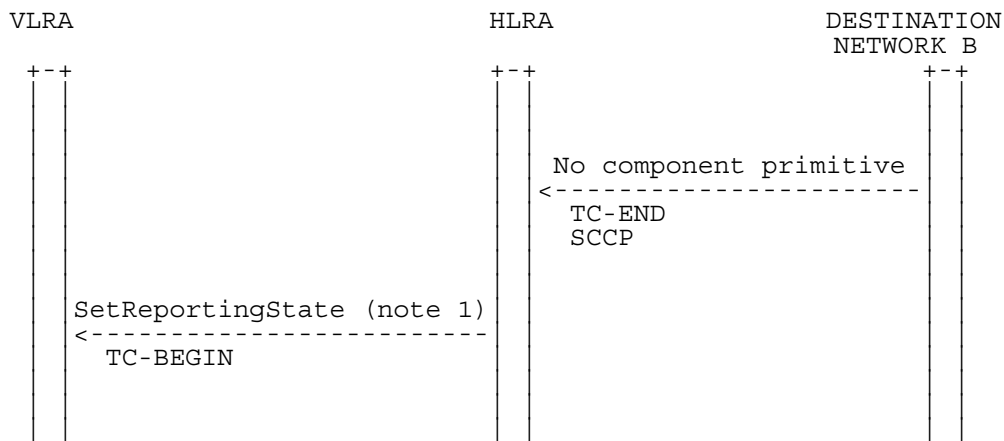 VLRA HLRA DESTINATION
NETWORK B
No component primitive
TC-END
SCCP
SetReportingState (note 1)
TC-BEGIN